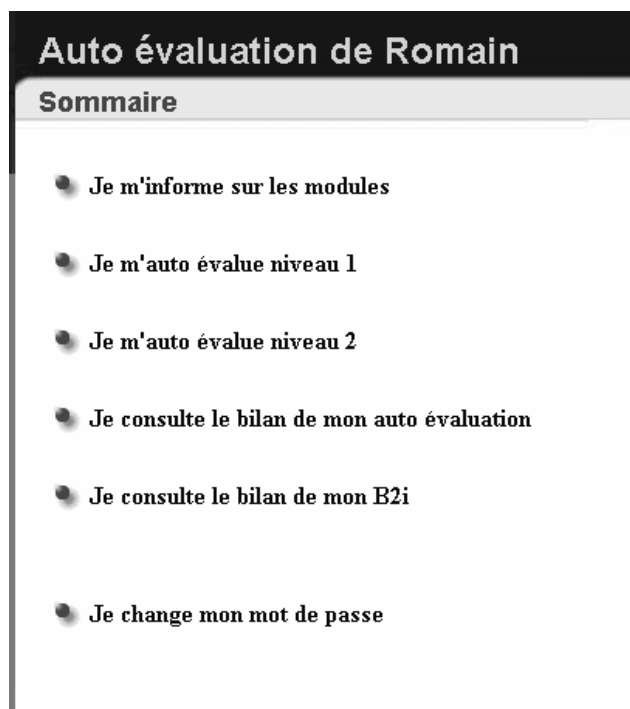 Auto évaluation de Romain
Sommaire
Je m'informe sur les modules
Je m'auto évalue niveau 1
Je m'auto évalue niveau 2
Je consulte le bilan de mon auto évaluation
Je consulte le bilan de mon B2i
Je change mon mot de passe